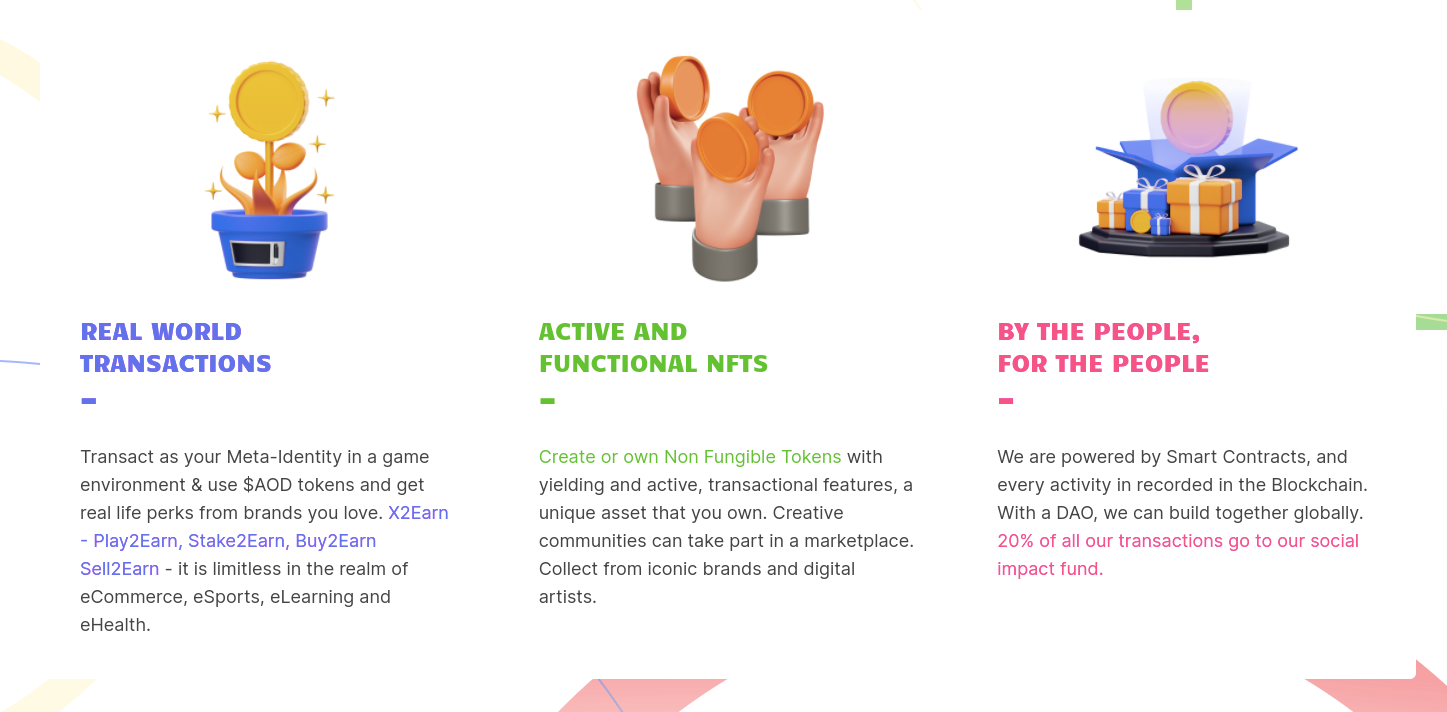 REAL WORLD
TRANSACTIONS
–
Transact as your Meta-Identity in a game
environment & use $AOD tokens and get
real life perks from brands you love. X2Earn
- Play2Earn, Stake2Earn, Buy2Earn
Sell2Earn - it is limitless in the realm of
eCommerce, eSports, eLearning and
eHealth.
ACTIVE AND
FUNCTIONAL NFTS
–
Create or own Non Fungible Tokens with
yielding and active, transactional features, a
unique asset that you own. Creative
communities can take part in a marketplace.
Collect from iconic brands and digital
artists.
BY THE PEOPLE,
FOR THE PEOPLE
–
We are powered by Smart Contracts, and
every activity in recorded in the Blockchain.
With a DAO, we can build together globally.
20% of all our transactions go to our social
impact fund.